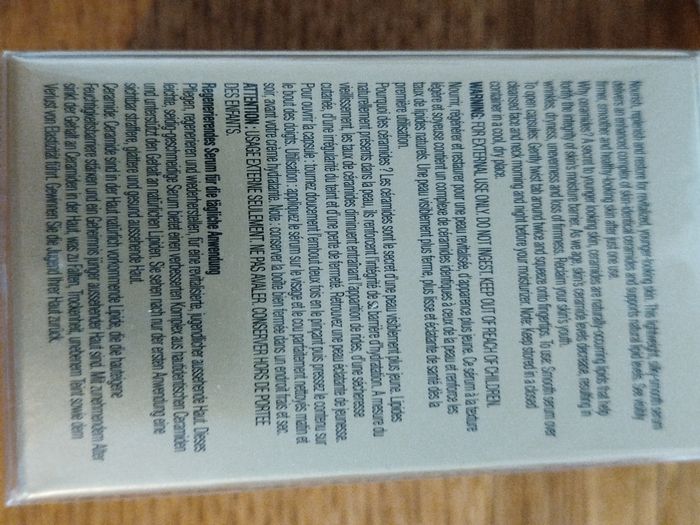 Nourish, replenish and restore for revitalised, younger-looking skin. This lightweight, silky-smooth serum
delivers an enhanced complex of skin identical ceramides and supports natural lipid levels. See visibly
firmer, smoother and healthy-looking skin after just one use.
Why ceramides? A secret to younger looking skin, ceramides are naturally-occurring lipids that help
fortify the integrity of skin's moisture barrier. As we age, skin's ceramide levels decrease, resulting in
wrinkles, dryness, unevenness and loss of firmness. Reclaim your skin's youth.
To open capsules: Gently twist tab around twice and squeeze onto fingertips. To use: Smooth serum over
cleansed face and neck morning and night before your moisturizer. Note: keep stored in a closed
container in a cool, dry place.
WARNING: FOR EXTERNAL USE ONLY. DO NOT INGEST. KEEP OUT OF REACH OF CHILDREN.
Nourrir, repulpe et restaurer pour une peau revitalisée, d'apparence plus jeune. Ce sérum à la texture
légère et soyeuse contient un complexe de céramides identiques à ceux de la peau et renforce les
taux de lipides naturels. Une peau visiblement plus ferme, plus lisse et éclatante de santé dès la
première utilisation.
Pourquoi des céramides ? Les céramides sont le secret d'une peau visiblement plus jeune. Lipides
naturellement présents dans la peau, ils renforcent l'intégrité de sa barrière d'hydratation. A mesure du
vieillissement, les taux de céramides diminuent entraînant l'apparition de rides, d'une sécheresse
cutanée, d'une irrégularité du teint et d'une perte de fermeté. Retrouvez une peau éclatante de jeunesse.
Pour ouvrir la capsule : tournez doucement l'embout deux fois en le pinçant puis pressez le contenu sur
le bout des doigts. Utilisation : appliquez le sérum sur le visage et le cou parfaitement nettoyés matin et
soir, avant votre crème hydratante. Note : conserver la boîte bien fermée dans un endroit frais et sec.
ATTENTION : USAGE EXTERNE SEULEMENT. NE PAS AVALER. CONSERVER HORS DE PORTÉE
DES ENFANTS.
Regenerierendes Serum für die tägliche Anwendung
Pflegen, regenerieren und wiederherstellen, für eine revitalisierte, jugendlicher aussehende Haut. Dieses
leichte, seidig-geschmeidige Serum bietet einen verbesserten Komplex aus hautidentischen Ceramiden
und unterstützt den Gehalt an natürlichen Lipiden. Sie sehen nach nur der ersten Anwendung eine
sichtbar straffere, glattere und gesund aussehende Haut.
Ceramide: Ceramide sind in der Haut natürlich vorkommende Lipide, die die hauteigene
Feuchtigkeitsbarriere stärken und ein Geheimnis jünger aussehender Haut sind. Mit zunehmendem Alter
sinkt der Gehalt an Ceramiden in der Haut, was zu Falten, Trockenheit, unebenem Teint sowie dem
Verlust von Elastizität führt. Gewinnen Sie die Jugend Ihrer Haut zurück.